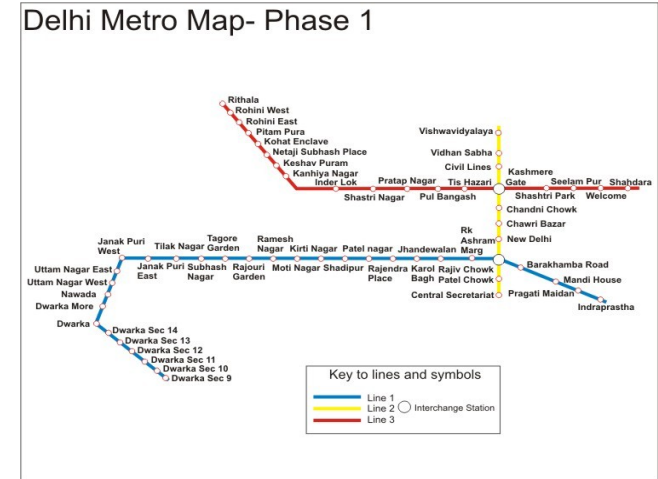 Delhi Metro Map- Phase 1
Rithala
Rohini West
Rohini East
Pitam Pura
Kohat Enclave
Netaji Subhash Place
Keshav Puram
Kanhiya Nagar
Inder Lok
Shastri Nagar
Pratap Nagar
Pul Bangash
Tis Hazari
Kashmere
Gate
Shashtri Park
Seelam Pur
Welcome
Shahdara
Vishwavidyalaya
Vidhan Sabha
Civil Lines
Chandni Chowk
Chawri Bazar
New Delhi
Rajiv Chowk
Patel Chowk
Central Secretariat
Rk
Ashram
Marg
Jhandewalan
Karol
Bagh
Rajendra
Place
Patel nagar
Shadipur
Kirti Nagar
Moti Nagar
Ramesh
Nagar
Rajouri
Garden
Tagore
Garden
Subhash
Nagar
Tilak Nagar
Janak Puri
East
Janak Puri
West
Uttam Nagar East
Uttam Nagar West
Nawada
Dwarka More
Dwarka
Dwarka Sec 14
Dwarka Sec 13
Dwarka Sec 12
Dwarka Sec 11
Dwarka Sec 10
Dwarka Sec 9
Barakhamba Road
Mandi House
Pragati Maidan
Indraprastha
Key to lines and symbols
Line 1
Line 2
Line 3
Interchange Station